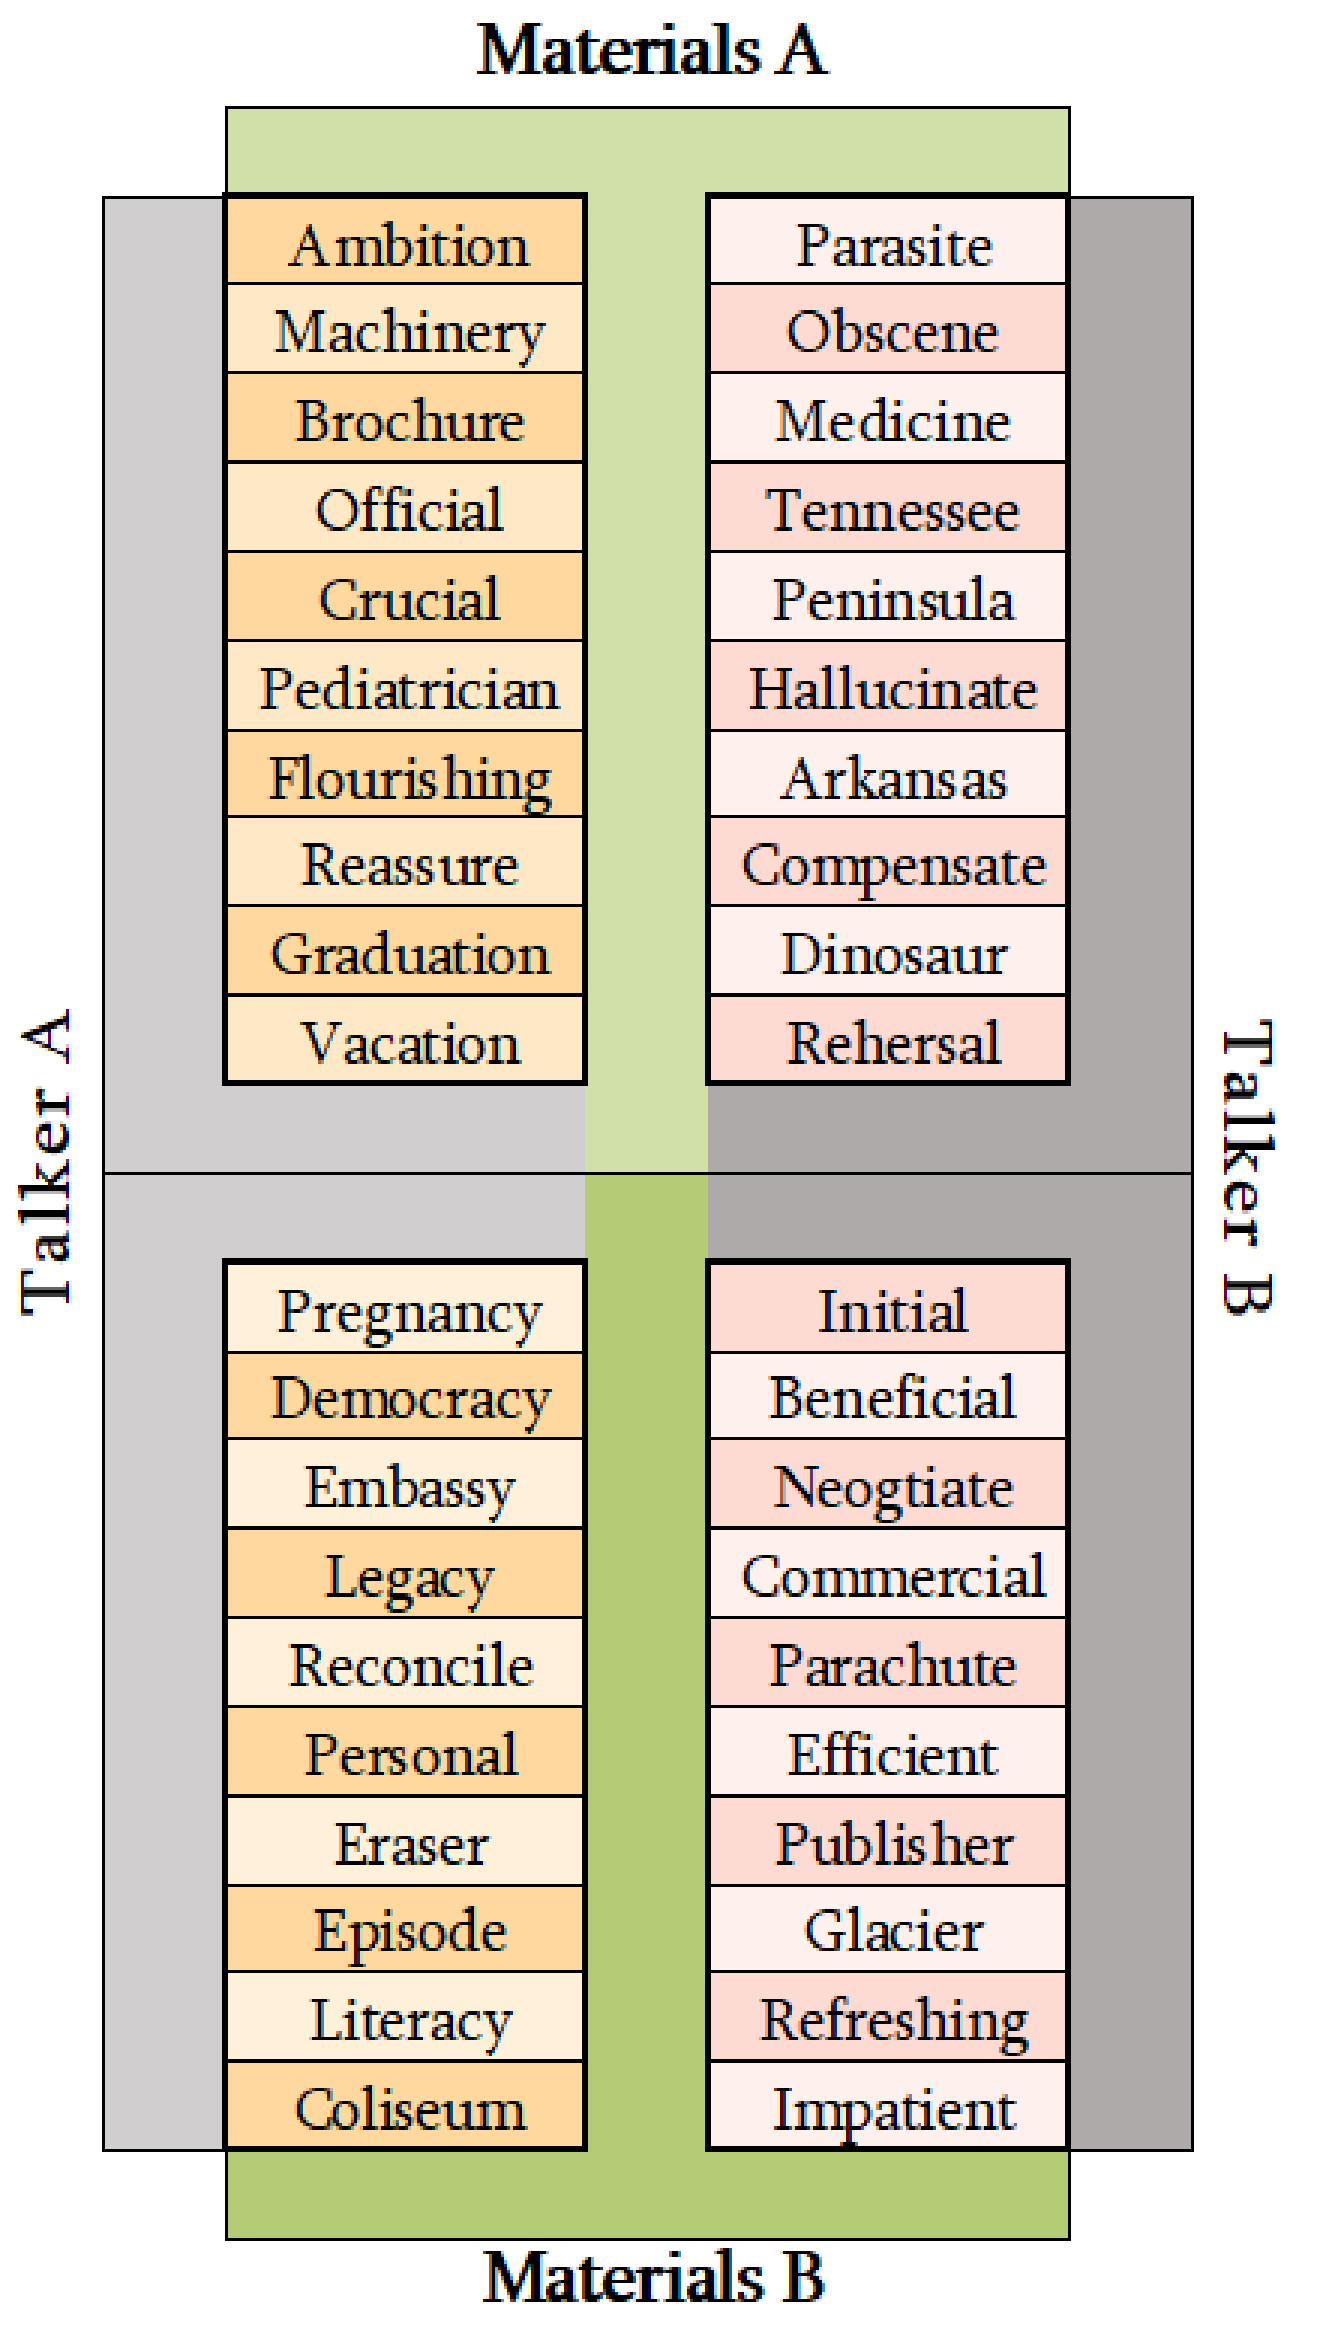 Materials A
Talker A
Ambition
Machinery
Brochure
Official
Crucial
Pediatrician
Flourishing
Reassure
Graduation
Vacation
Parasite
Obscene
Medicine
Tennessee
Peninsula
Hallucinate
Arkansas
Compensate
Dinosaur
Rehersal
Talker B
Pregnancy
Democracy
Embassy
Legacy
Reconcile
Personal
Eraser
Episode
Literacy
Coliseum
Initial
Beneficial
Neogtiate
Commercial
Parachute
Efficient
Publisher
Glacier
Refreshing
Impatient
Materials B